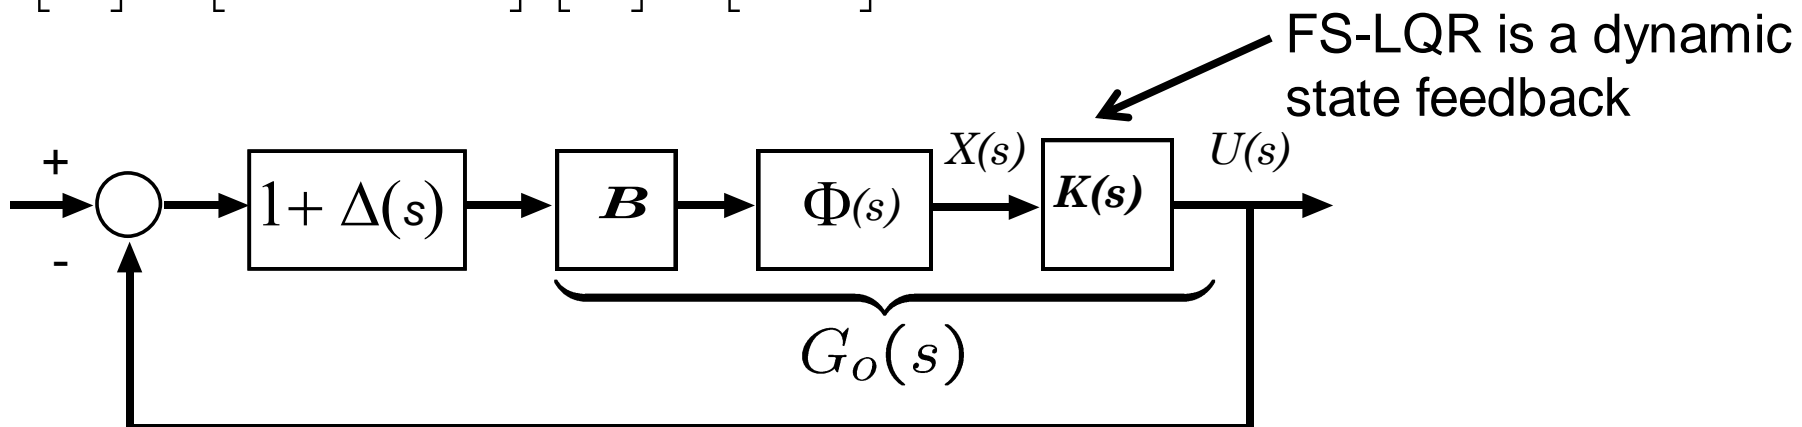 FS-LQR is a dynamic
state feedback
+
X(s)
U(s)
1+ Δ(s)
B
Φ(s)
K(s)
-
G_o(s)